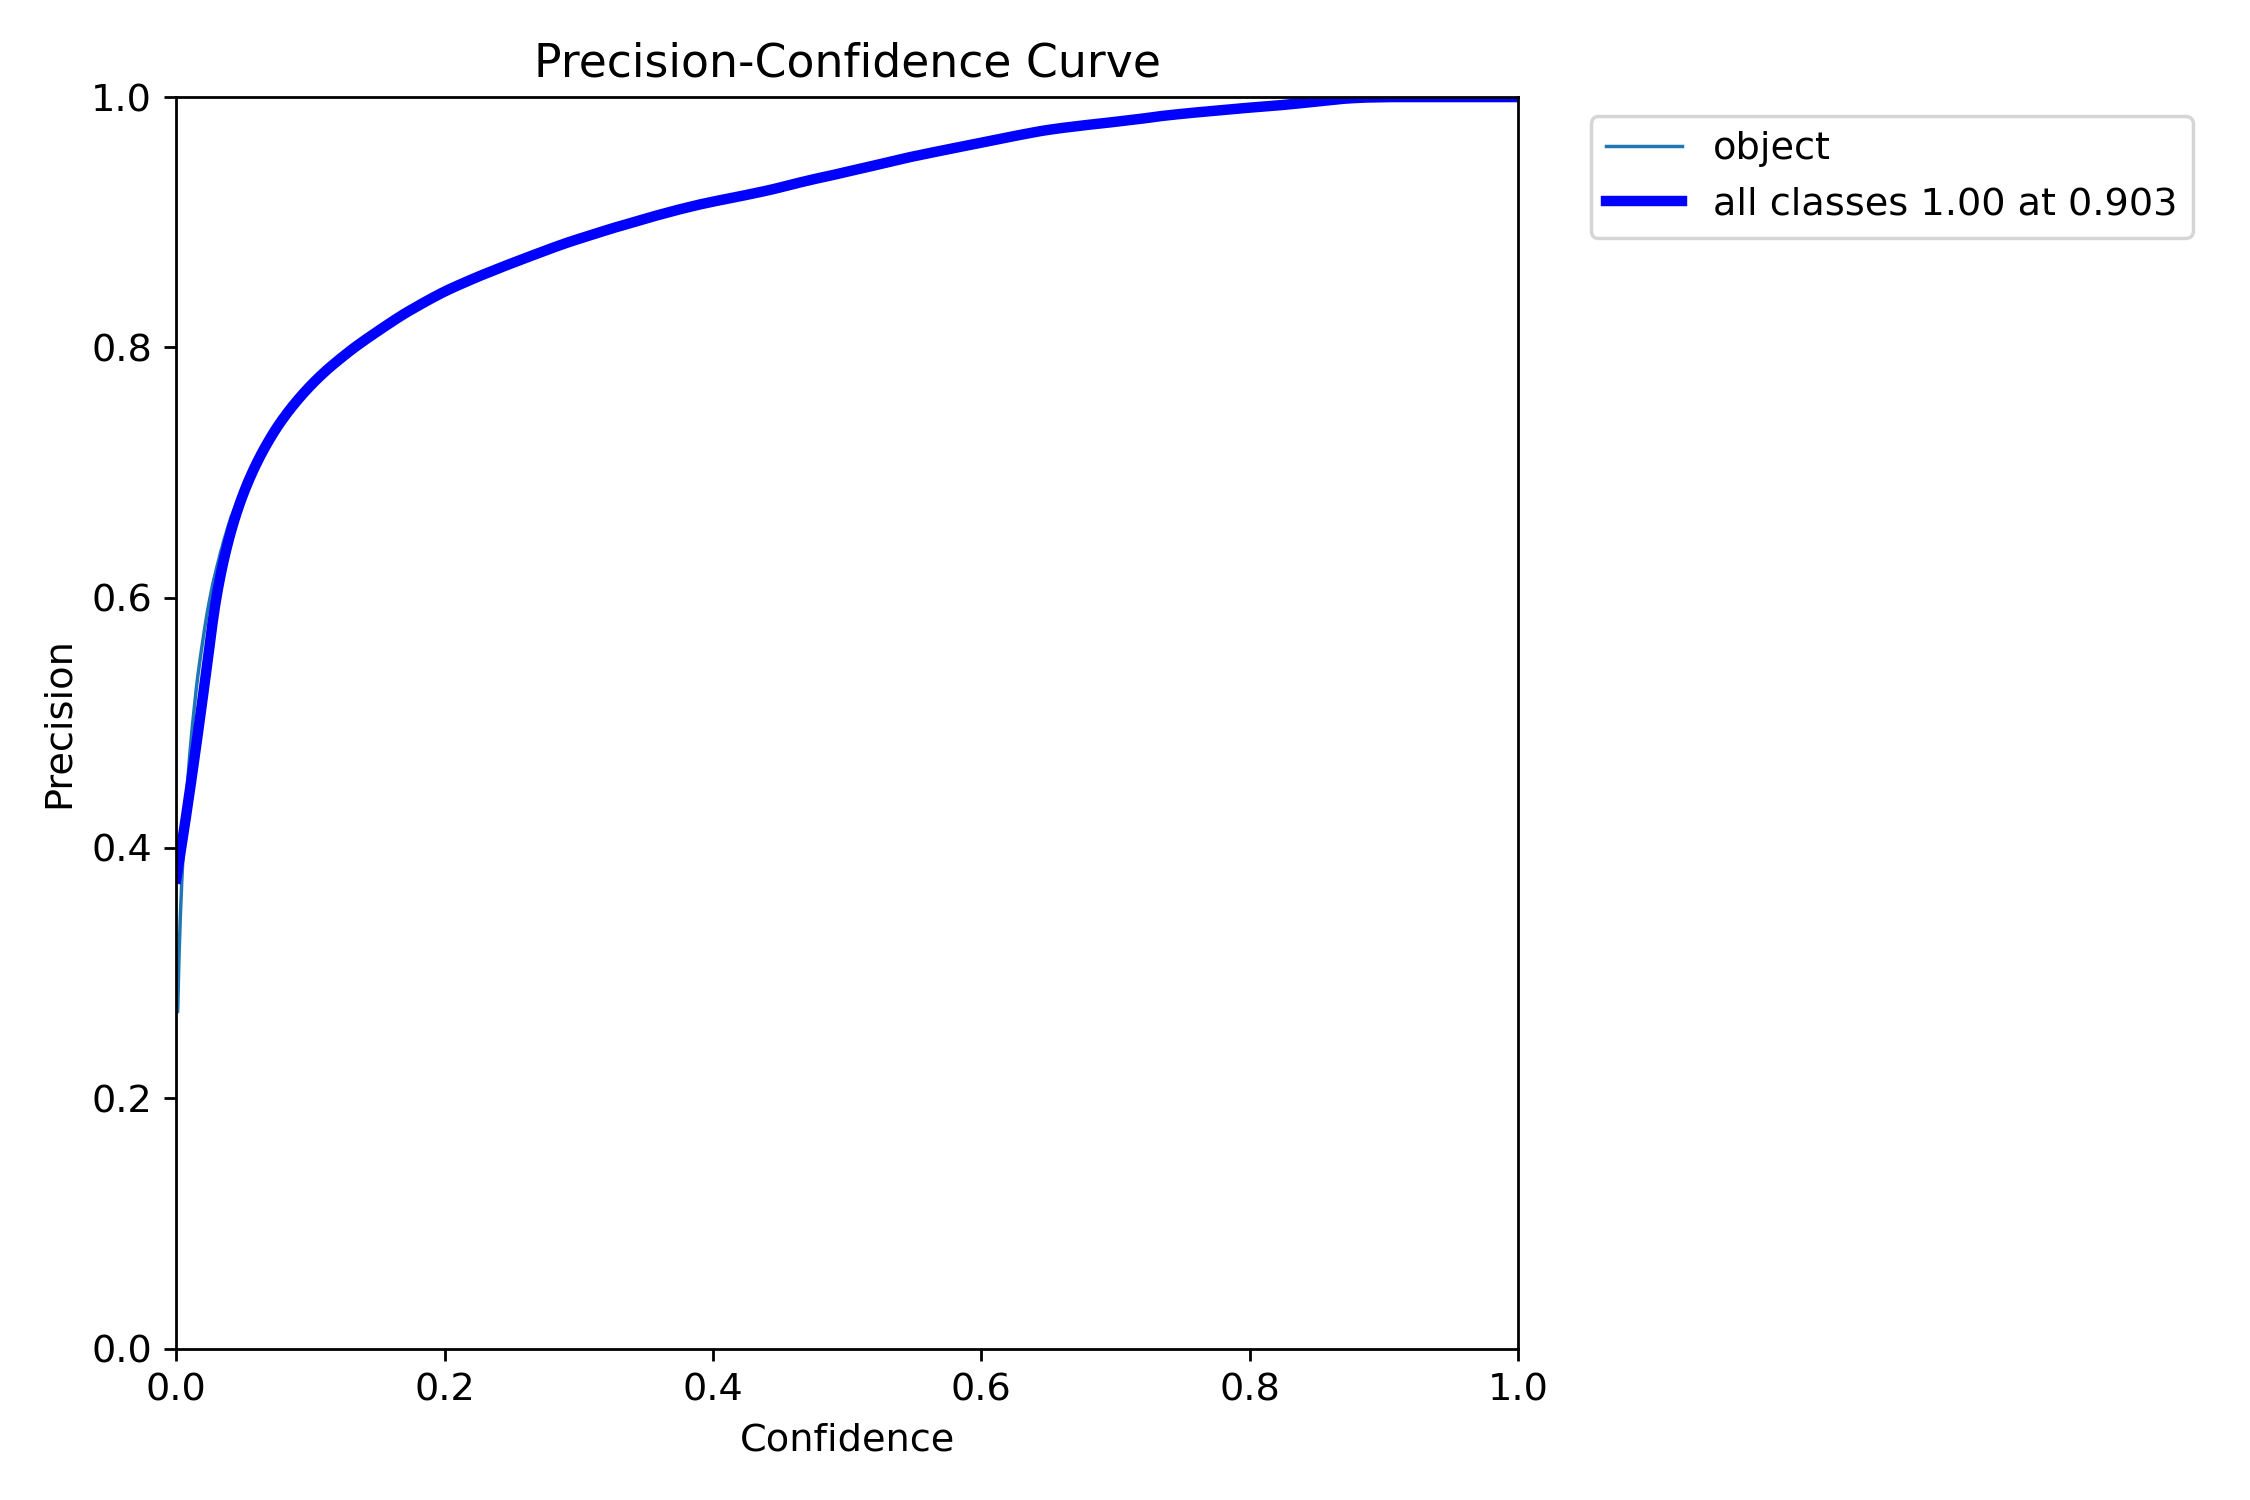 Precision-Confidence Curve
1.0
0.8
0.6
0.4
0.2
0.0
Precision
0.0 0.2 0.4 0.6 0.8 1.0
Confidence
object
all classes 1.00 at 0.903